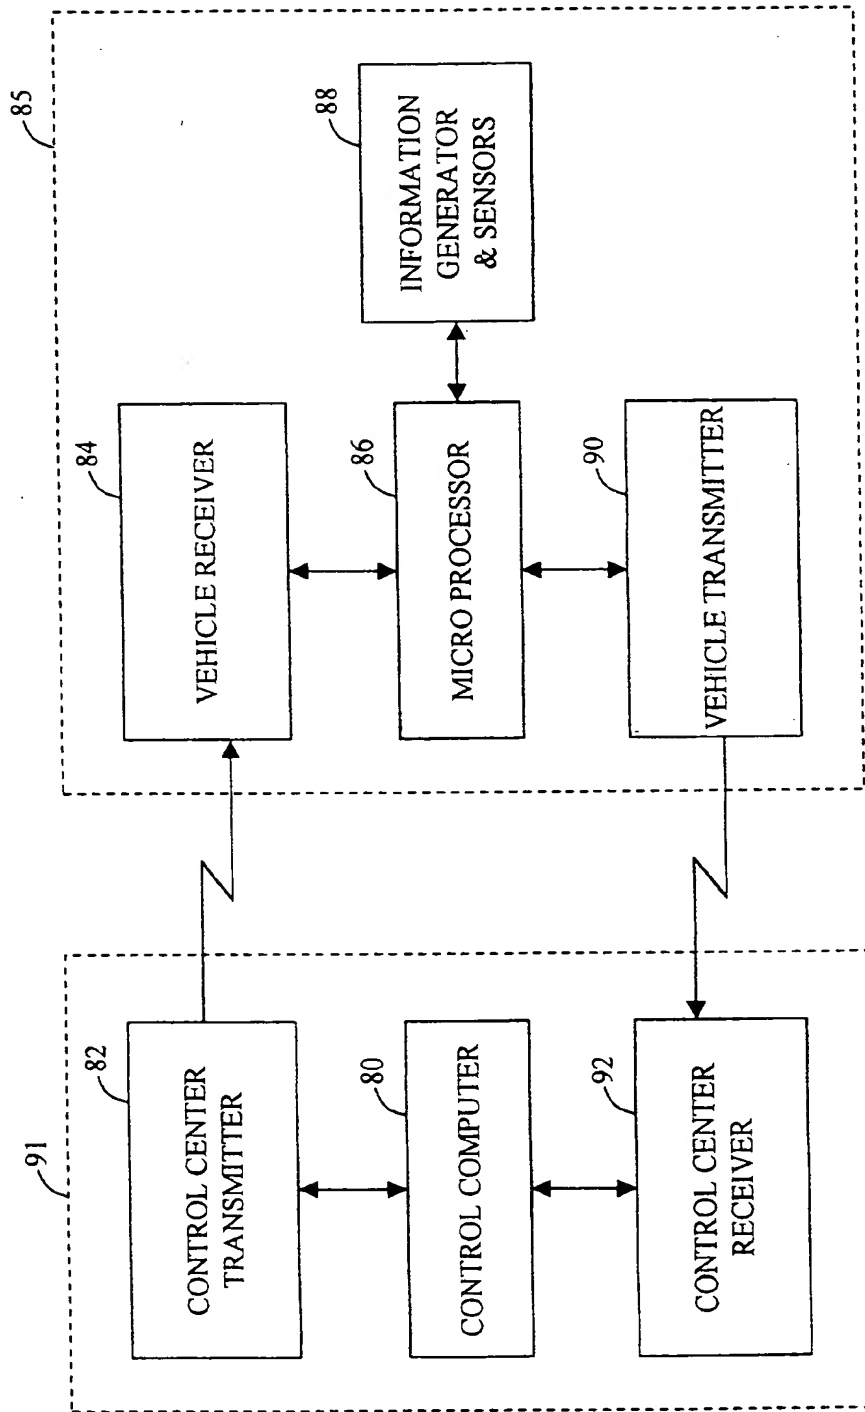 91
82
CONTROL CENTER
TRANSMITTER
80
CONTROL COMPUTER
92
CONTROL CENTER
RECEIVER
85
84
VEHICLE RECEIVER
86
MICRO PROCESSOR
88
INFORMATION
GENERATOR
& SENSORS
90
VEHICLE TRANSMITTER